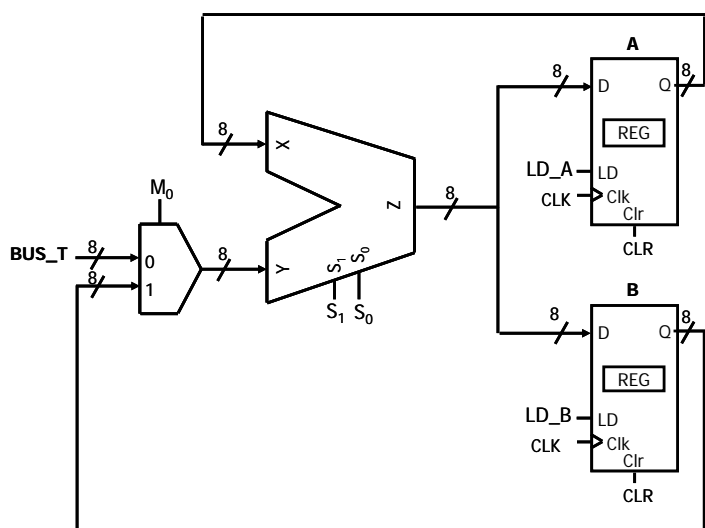 A
8
8
8
D
Q
REG
X
LD_A
LD
CLK
Clk
Clr
CLR
Z
8
M0
BUS_T
8
0
8
1
8
Y
S1
S0
S1
S0
B
8
8
D
Q
REG
LD_B
LD
CLK
Clk
Clr
CLR